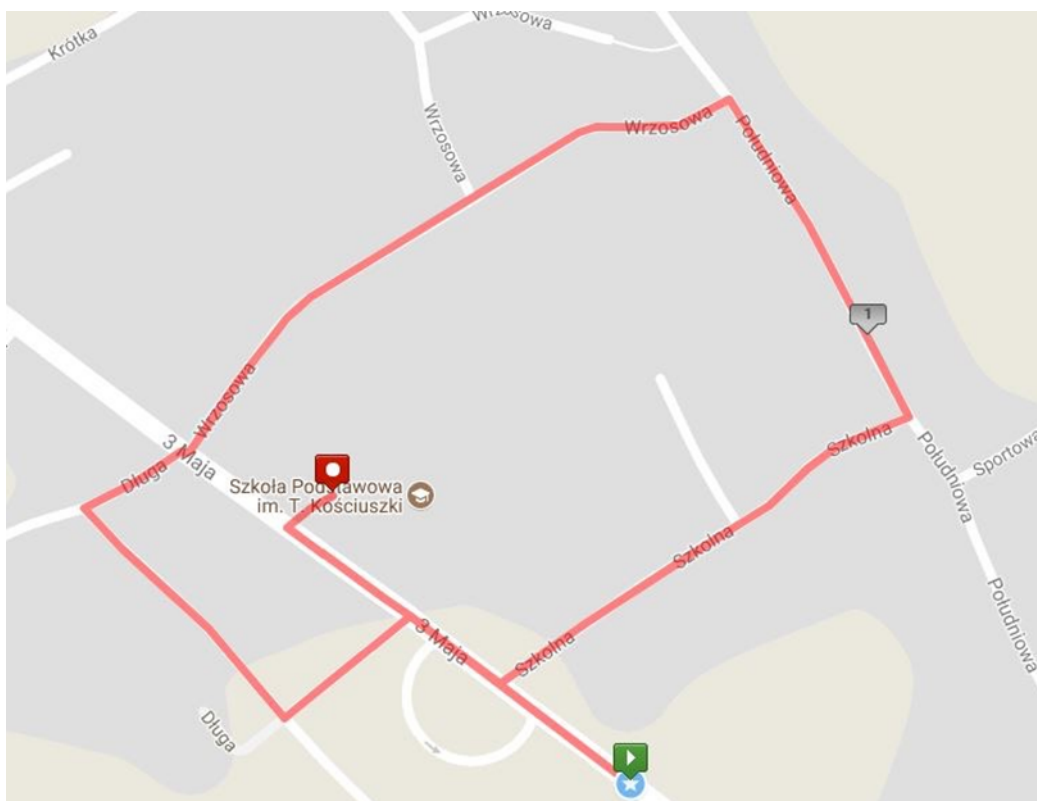 Krótka
Wrzosowa
Wrzosowa
Wrzosowa
Południowa
1
Wrzosowa
3 Maja
Długa
Szkoła Podstawowa
im. T. Kościuszki
Szkolna
Południowa
Sportowa
Szkolna
Południowa
Szkolna
3 Maja
Długa